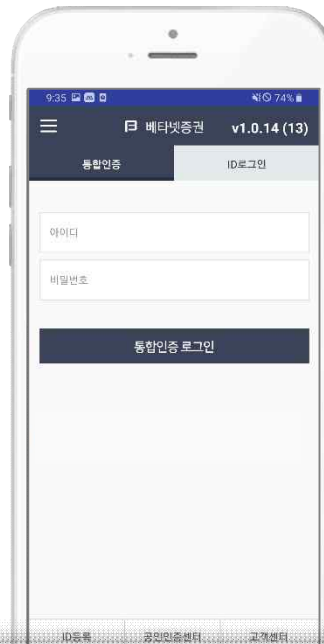 9:35 74%
베타넷증권 v1.0.14 (13)
통합인증 ID로그인
아이디
비밀번호
통합인증 로그인
ID등록 공인인증센터 고객센터